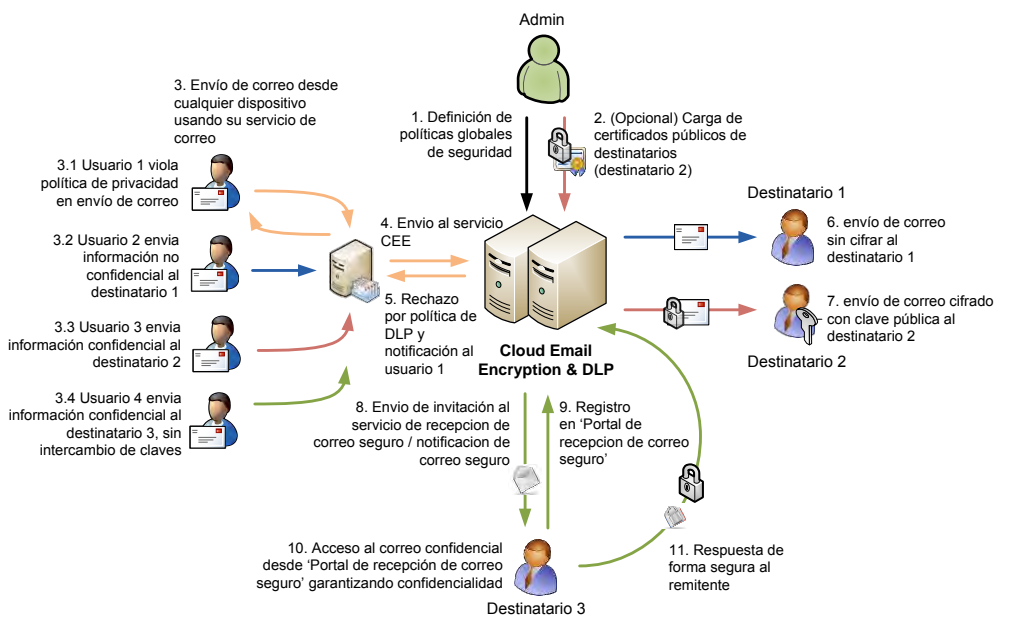 Admin
3. Envío de correo desde
cualquier dispositivo
usando su servicio de
correo
1. Definición de
políticas globales
de seguridad
2. (Opcional) Carga de
certificados públicos de
destinatarios
(destinatario 2)
3.1 Usuario 1 viola
política de privacidad
en envío de correo
3.2 Usuario 2 envia
información no
confidencial al
destinatario 1
3.3 Usuario 3 envia
información confidencial al
destinatario 2
3.4 Usuario 4 envia
información confidencial al
destinatario 3, sin
intercambio de claves
4. Envio al servicio
CEE
5. Rechazo
por política de
DLP y
notificación al
usuario 1
Cloud Email
Encryption & DLP
Destinatario 1
6. envío de correo
sin cifrar al
destinatario 1
7. envío de correo cifrado
con clave pública al
destinatario 2
Destinatario 2
8. Envio de invitación al
servicio de recepcion de
correo seguro / notificacion de
correo seguro
9. Registro
en ‘Portal de
recepcion de correo
seguro’
10. Acceso al correo confidencial
desde ‘Portal de recepción de correo
seguro’ garantizando confidencialidad
Destinatario 3
11. Respuesta de
forma segura al
remitente